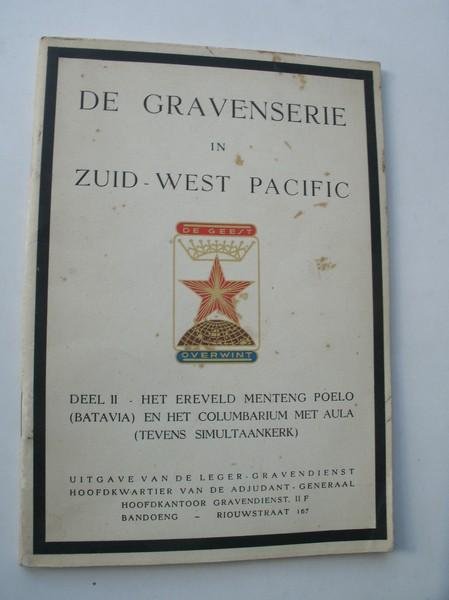 DE GRAVENSERIE
IN
ZUID-WEST PACIFIC
DE GEEST
OVERWINT
DEEL II - HET EREVELD MENTENG POELO
(BATAVIA) EN HET COLUMBARIUM MET AULA
(TEVENS SIMULTAANKERK)
UITGAVE VAN DE LEGER-GRAVENDIENST
HOOFDKWARTIER VAN DE ADJUDANT-GENERAAL
HOOFDKANTOOR GRAVENDIENST. II F
BANDOENG – RIOUWSTRAAT 167